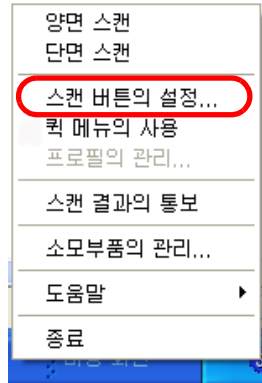 양면 스캔
단면 스캔
스캔 버튼의 설정...
퀵 메뉴의 사용
프로필의 관리...
스캔 결과의 통보
소모부품의 관리...
도움말
종료